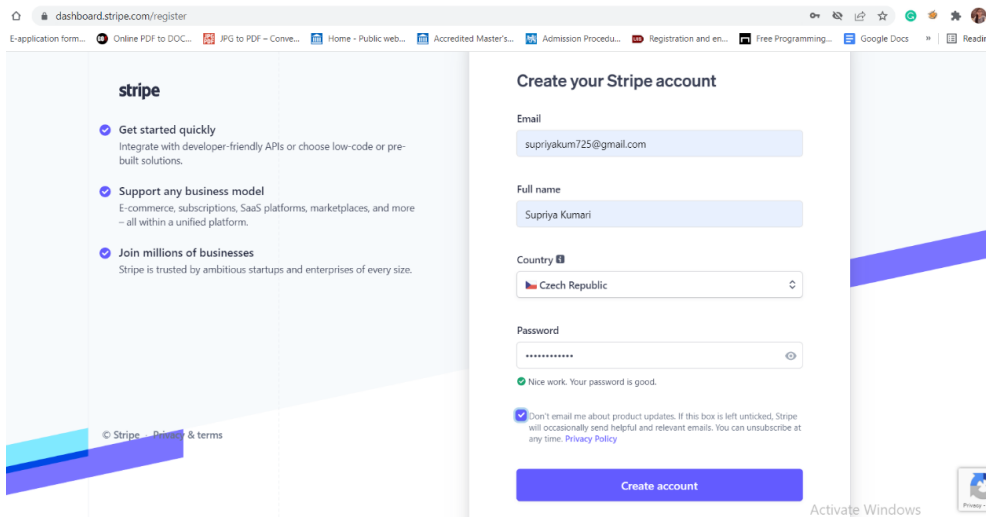 dashboard.stripe.com/register
E-application form... Online PDF to DOC... JPG to PDF – Conve... Home - Public web... Accredited Master's... Admission Procedu... Registration and en... Free Programming... Google Docs » Readin
stripe
Get started quickly
Integrate with developer-friendly APIs or choose low-code or pre-
built solutions.
Support any business model
E-commerce, subscriptions, SaaS platforms, marketplaces, and more
– all within a unified platform.
Join millions of businesses
Stripe is trusted by ambitious startups and enterprises of every size.
© Stripe · Privacy & terms
Create your Stripe account
Email
supriyakum725@gmail.com
Full name
Supriya Kumari
Country
Czech Republic
Password
••••••••••••
Nice work. Your password is good.
Don't email me about product updates. If this box is left unticked, Stripe
will occasionally send helpful and relevant emails. You can unsubscribe at
any time. Privacy Policy
Create account
Activate Windows
Privacy -